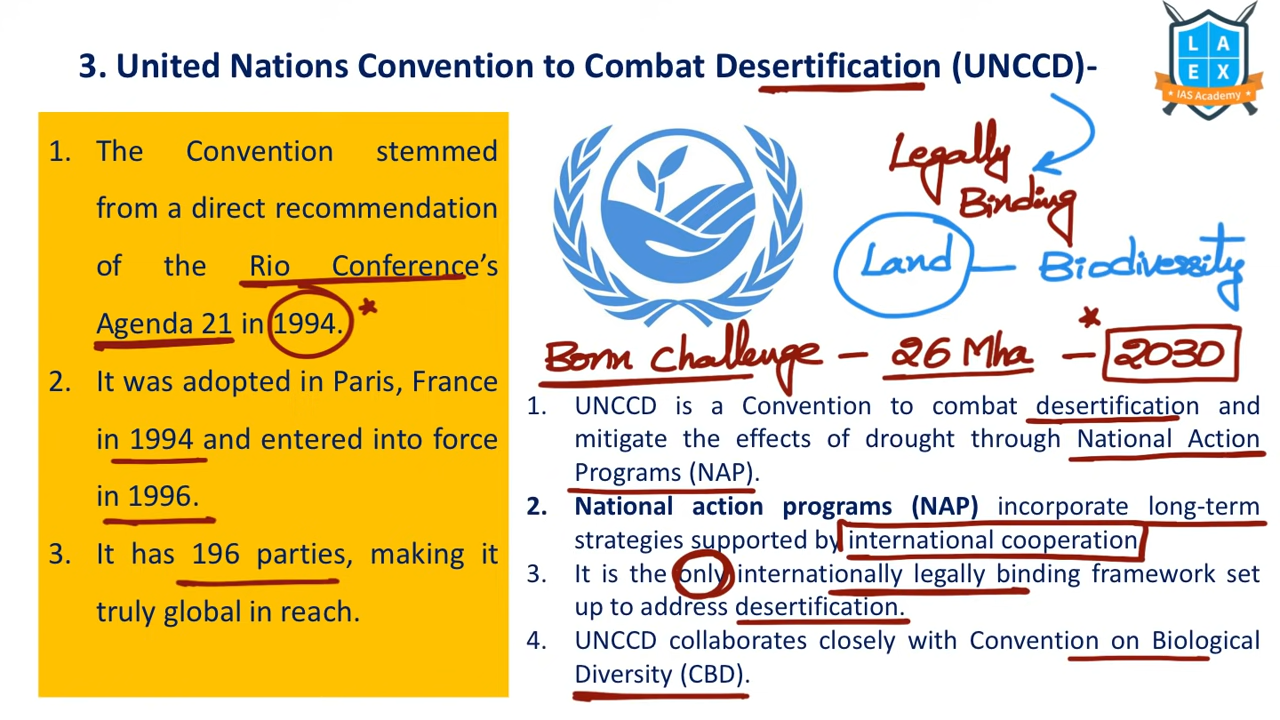 3. United Nations Convention to Combat Desertification (UNCCD)-
L A
E X
IAS Academy
1. The Convention stemmed
from a direct recommendation
of the Rio Conference's
Agenda 21 in 1994.
2. It was adopted in Paris, France
in 1994 and entered into force
in 1996.
3. It has 196 parties, making it
truly global in reach.
Legally
Binding
Land - Biodiversity
Bonn Challenge - 26 Mha - 2030
1. UNCCD is a Convention to combat desertification and
mitigate the effects of drought through National Action
Programs (NAP).
2. National action programs (NAP) incorporate long-term
strategies supported by international cooperation
3. It is the only internationally legally binding framework set
up to address desertification.
4. UNCCD collaborates closely with Convention on Biological
Diversity (CBD).